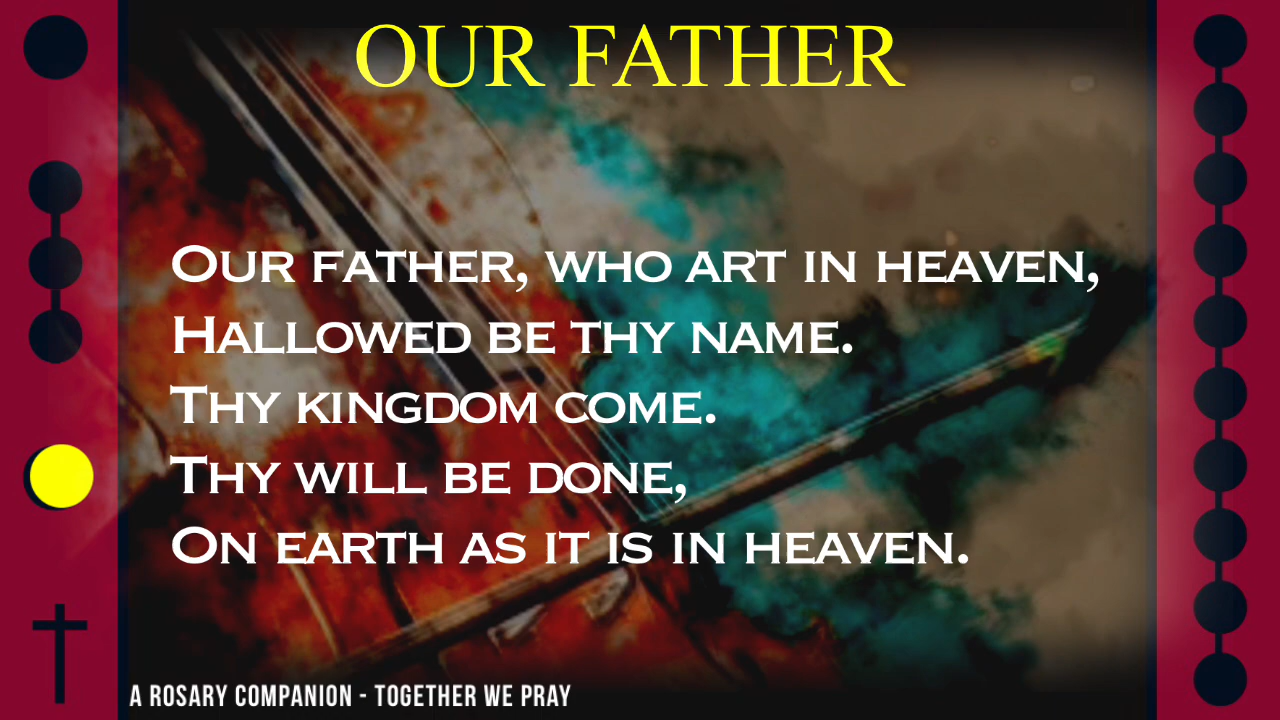 OUR FATHER
OUR FATHER, WHO ART IN HEAVEN,
HALLOWED BE THY NAME.
THY KINGDOM COME.
THY WILL BE DONE,
ON EARTH AS IT IS IN HEAVEN.
A ROSARY COMPANION - TOGETHER WE PRAY